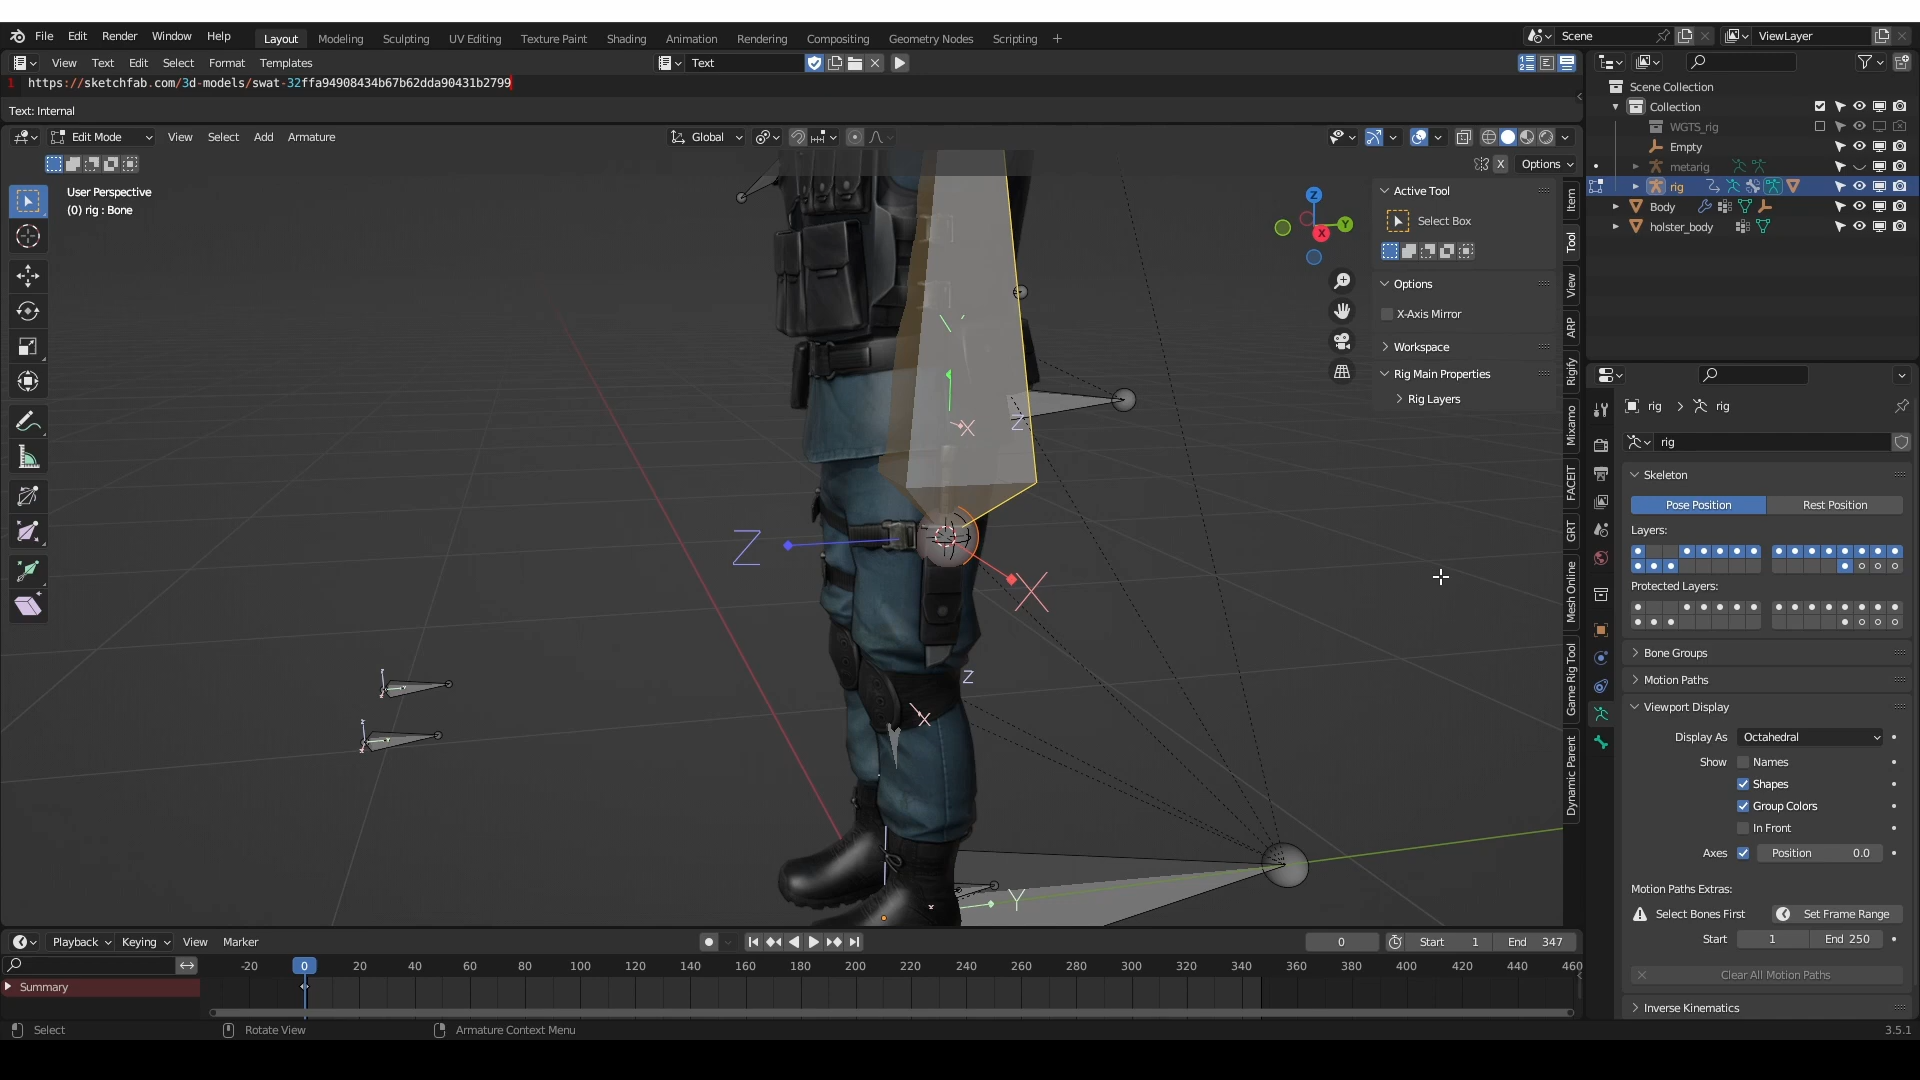 File Edit Render Window Help Layout Modeling Sculpting UV Editing Texture Paint Shading Animation Rendering Compositing Geometry Nodes Scripting + Scene ViewLayer
View Text Edit Select Format Templates Text
1 https://sketchfab.com/3d-models/swat-32ffa94908434b67b62dda90431b2799
Text: Internal
Edit Mode View Select Add Armature Global
X Options
User Perspective
(0) rig : Bone
Z
Y
X
Z
X
Z
X
Z
X
Y
Active Tool
Select Box
Options
X-Axis Mirror
Workspace
Rig Main Properties
Rig Layers
Item
Tool
View
ARP
Rigify
Mixamo
FACEIT
GRT
Mesh Online
Game Rig Tool
Dynamic Parent
Scene Collection
Collection
WGTS_rig
Empty
metarig
rig
Body
holster_body
rig > rig
rig
Skeleton
Pose Position Rest Position
Layers:
Protected Layers:
Bone Groups
Motion Paths
Viewport Display
Display As Octahedral
Show Names
Shapes
Group Colors
In Front
Axes Position 0.0
Motion Paths Extras:
Select Bones First Set Frame Range
Start 1 End 250
Clear All Motion Paths
Inverse Kinematics
Playback Keying View Marker 0 Start 1 End 347
-20 0 20 40 60 80 100 120 140 160 180 200 220 240 260 280 300 320 340 360 380 400 420 440 460
Summary
Select Rotate View Armature Context Menu 3.5.1